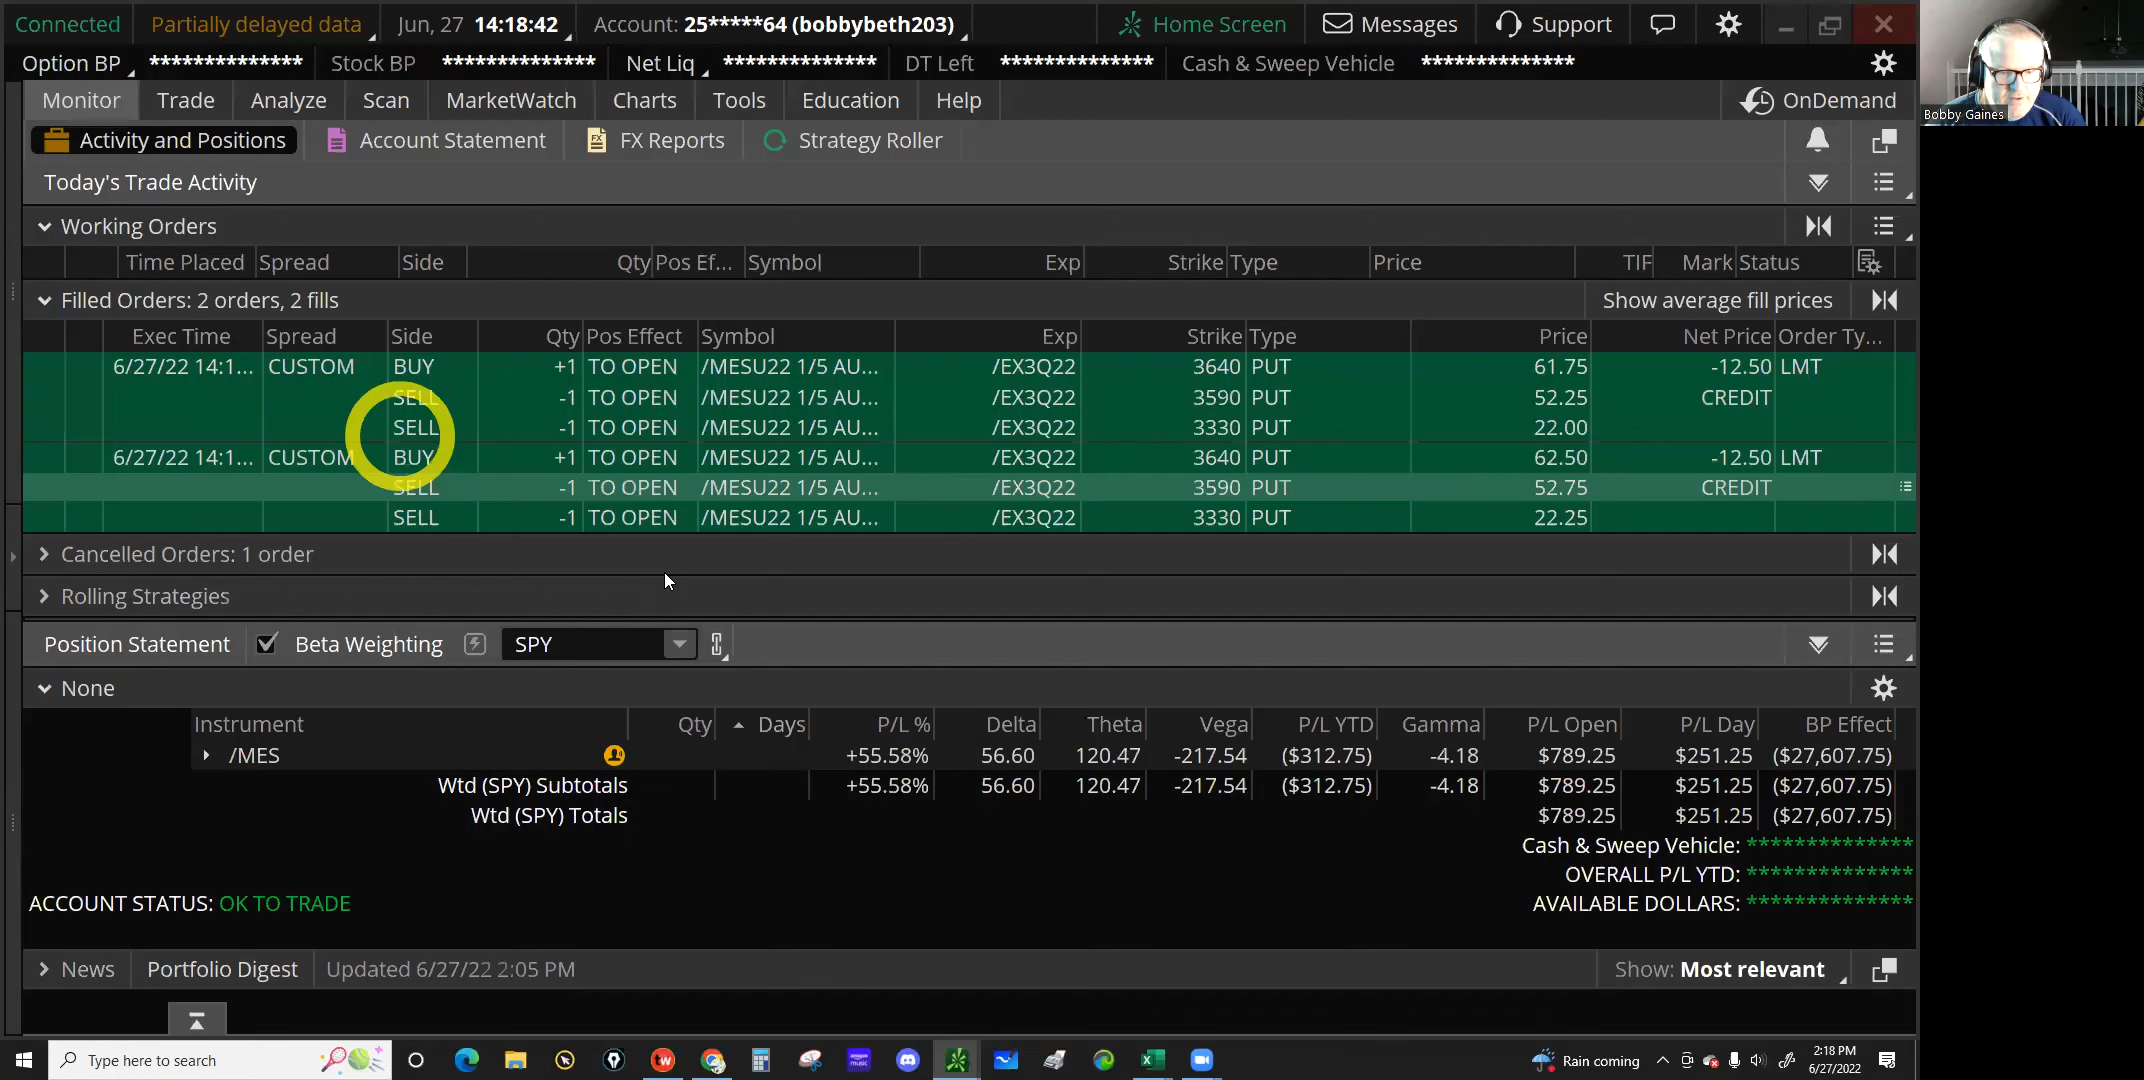 Connected Partially delayed data Jun, 27 14:18:42 Account: 25*****64 (bobbybeth203) Home Screen Messages Support
Option BP ************** Stock BP ************** Net Liq ************** DT Left ************** Cash & Sweep Vehicle **************
Monitor Trade Analyze Scan MarketWatch Charts Tools Education Help OnDemand
Bobby Gaines
Activity and Positions Account Statement FX Reports Strategy Roller
Today's Trade Activity
Working Orders
Time Placed Spread Side Qty Pos Ef... Symbol Exp Strike Type Price TIF Mark Status
Filled Orders: 2 orders, 2 fills Show average fill prices
Exec Time Spread Side Qty Pos Effect Symbol Exp Strike Type Price Net Price Order Ty...
6/27/22 14:1... CUSTOM BUY +1 TO OPEN /MESU22 1/5 AU... /EX3Q22 3640 PUT 61.75 -12.50 LMT
SELL -1 TO OPEN /MESU22 1/5 AU... /EX3Q22 3590 PUT 52.25 CREDIT
SELL -1 TO OPEN /MESU22 1/5 AU... /EX3Q22 3330 PUT 22.00
6/27/22 14:1... CUSTOM BUY +1 TO OPEN /MESU22 1/5 AU... /EX3Q22 3640 PUT 62.50 -12.50 LMT
SELL -1 TO OPEN /MESU22 1/5 AU... /EX3Q22 3590 PUT 52.75 CREDIT
SELL -1 TO OPEN /MESU22 1/5 AU... /EX3Q22 3330 PUT 22.25
Cancelled Orders: 1 order
Rolling Strategies
Position Statement Beta Weighting SPY
None
Instrument Qty Days P/L % Delta Theta Vega P/L YTD Gamma P/L Open P/L Day BP Effect
/MES +55.58% 56.60 120.47 -217.54 ($312.75) -4.18 $789.25 $251.25 ($27,607.75)
Wtd (SPY) Subtotals +55.58% 56.60 120.47 -217.54 ($312.75) -4.18 $789.25 $251.25 ($27,607.75)
Wtd (SPY) Totals $789.25 $251.25 ($27,607.75)
Cash & Sweep Vehicle: **************
OVERALL P/L YTD: **************
ACCOUNT STATUS: OK TO TRADE AVAILABLE DOLLARS: **************
News Portfolio Digest Updated 6/27/22 2:05 PM Show: Most relevant
Type here to search Rain coming 2:18 PM
6/27/2022